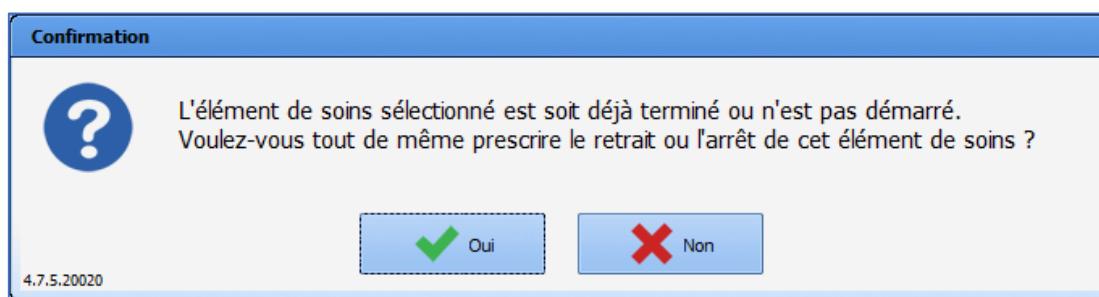 Confirmation
L'élément de soins sélectionné est soit déjà terminé ou n'est pas démarré.
Voulez-vous tout de même prescrire le retrait ou l'arrêt de cet élément de soins ?
Oui
Non
4.7.5.20020